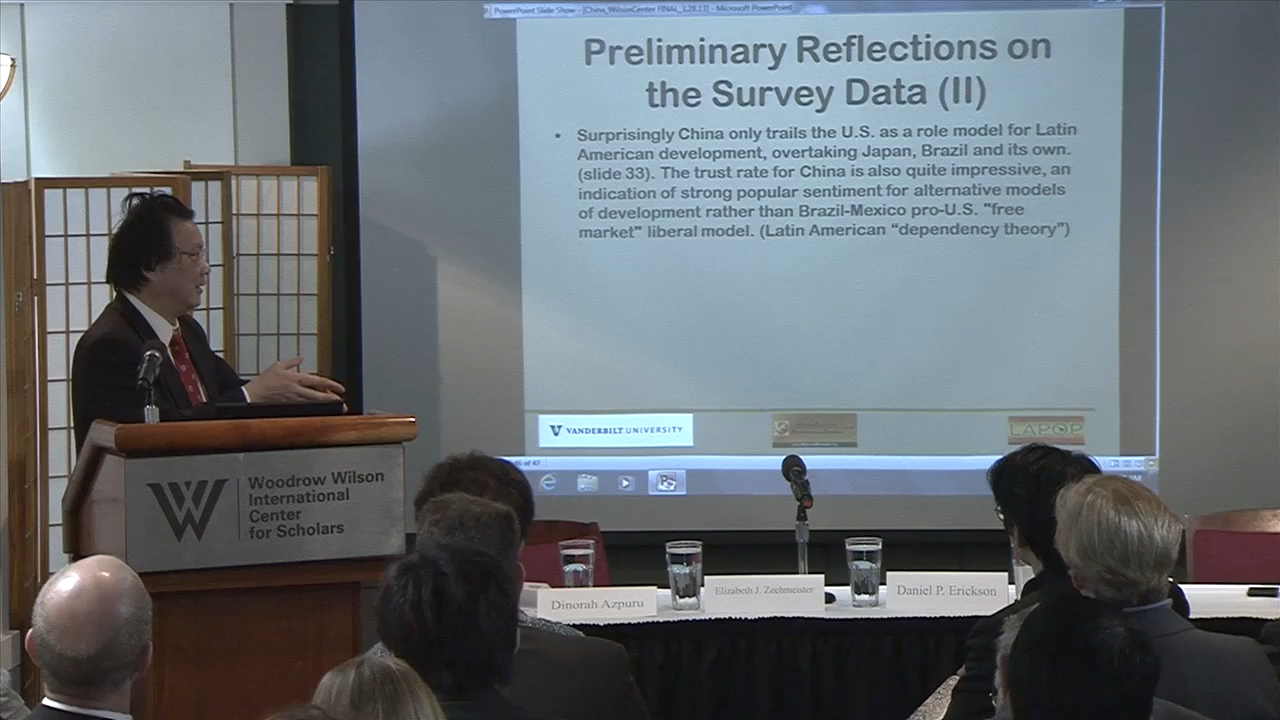 PowerPoint Slide Show - [China_WilsonCenter FINAL_3.28.13] - Microsoft PowerPoint
Preliminary Reflections on
the Survey Data (II)
• Surprisingly China only trails the U.S. as a role model for Latin
American development, overtaking Japan, Brazil and its own.
(slide 33). The trust rate for China is also quite impressive, an
indication of strong popular sentiment for alternative models
of development rather than Brazil-Mexico pro-U.S. "free
market" liberal model. (Latin American “dependency theory”)
VANDERBILT UNIVERSITY
LAPOP
Woodrow Wilson
International
Center
for Scholars
Dinorah Azpuru
Elizabeth J. Zechmeister
Daniel P. Erickson